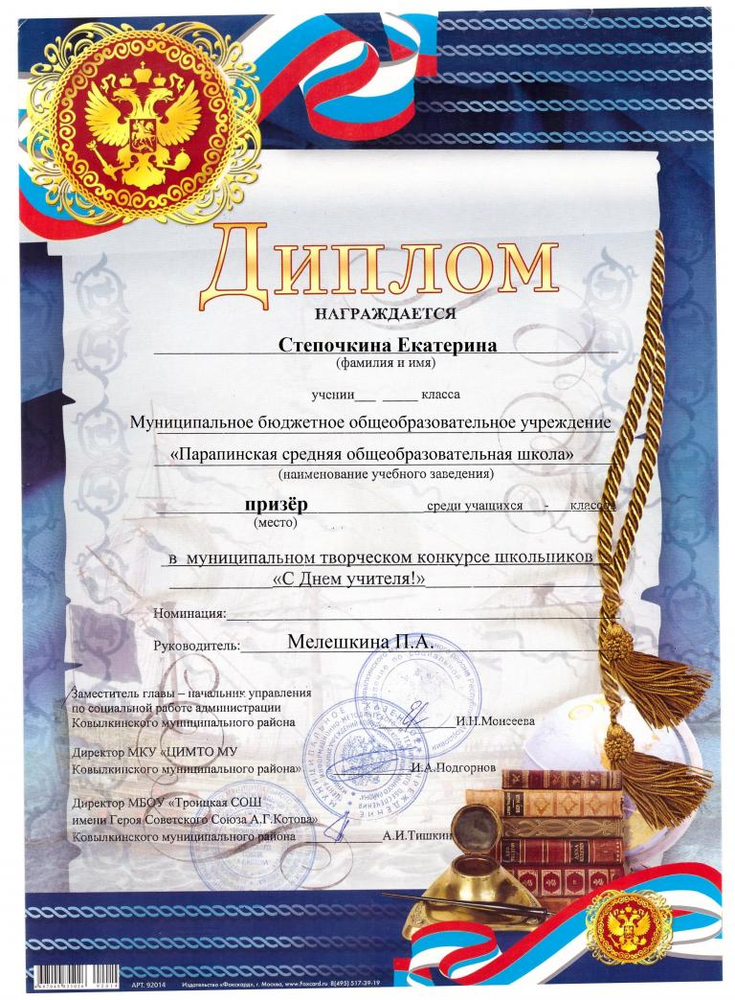 Диплом
НАГРАЖДАЕТСЯ
Степочкина Екатерина
(фамилия и имя)
учении___ _____ класса
Муниципальное бюджетное общеобразовательное учреждение
«Парапинская средняя общеобразовательная школа»
(наименование учебного заведения)
призёр среди учащихся - классов
(место)
в муниципальном творческом конкурсе школьников
«С Днем учителя!»
Номинация:
Руководитель: Мелешкина П.А.
Заместитель главы – начальник управления
по социальной работе администрации
Ковылкинского муниципального района И.Н.Моисеева
Директор МКУ «ЦИМТО МУ
Ковылкинского муниципального района» И.А.Подгорнов
Директор МБОУ «Троицкая СОШ
имени Героя Советского Союза А.Г.Котова»
Ковылкинского муниципального района А.И.Тишкин
АРТ. 92014 Издательство «Фокскард», г. Москва, www.Foxcard.ru 8(495) 517-39-19